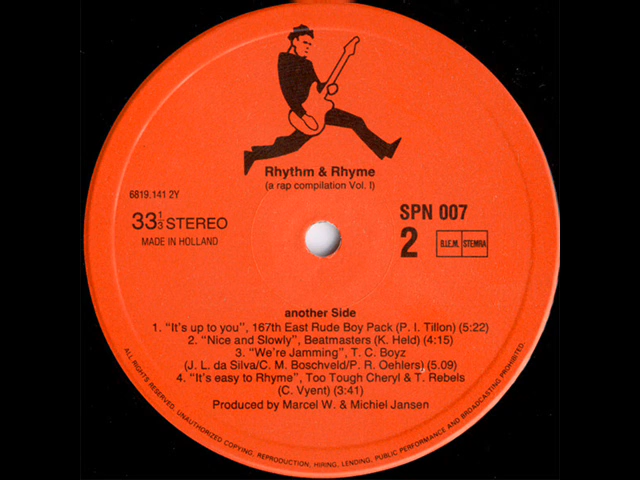 Rhythm & Rhyme
(a rap compilation Vol. I)
6819.141 2Y
33 1/3 STEREO
MADE IN HOLLAND
SPN 007
2
B.I.E.M. STEMRA
another Side
1. "It's up to you", 167th East Rude Boy Pack (P. I. Tillon) (5:22)
2. "Nice and Slowly", Beatmasters (K. Held) (4:15)
3. "We're Jamming", T. C. Boyz
(J. L. da Silva/C. M. Boschveld/P. R. Oehlers) (5.09)
4. "It's easy to Rhyme", Too Tough Cheryl & T. Rebels
(C. Vyent) (3:41)
Produced by Marcel W. & Michiel Jansen
ALL RIGHTS RESERVED. UNAUTHORIZED COPYING, REPRODUCTION, HIRING, LENDING, PUBLIC PERFORMANCE AND BROADCASTING PROHIBITED.